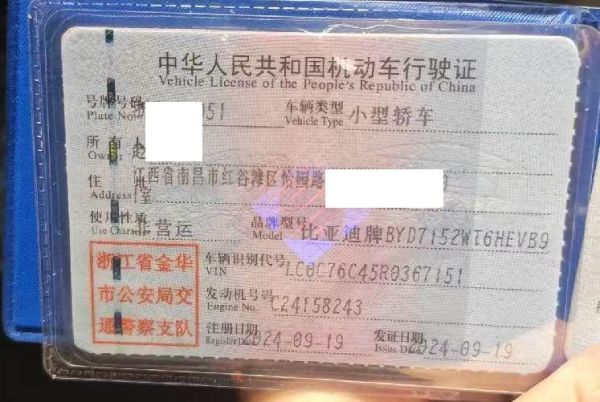 中华人民共和国机动车行驶证
Vehicle License of the People's Republic of China
号牌号码 051 车辆类型 小型轿车
Plate No. Vehicle Type
所有人
Owner
住址 江西省南昌市红谷滩区怡园路
Address 室
使用性质 营运 品牌型号 比亚迪牌BYD7152WT6HEVB9
Use Character Model
浙江省金华
市公安局交
通警察支队
车辆识别代号 LC0C76C45R0367151
VIN
发动机号码 C24158243
Engine No.
注册日期 2024-09-19 发证日期 2024-09-19
Register Date Issue Date